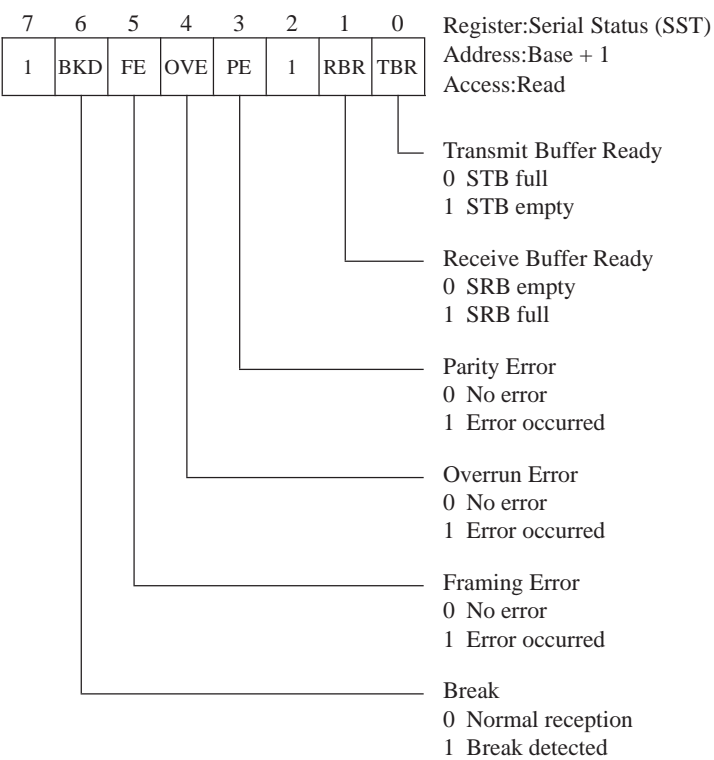 7 6 5 4 3 2 1 0
1 BKD FE OVE PE 1 RBR TBR
Register:Serial Status (SST)
Address:Base + 1
Access:Read
Transmit Buffer Ready
0 STB full
1 STB empty
Receive Buffer Ready
0 SRB empty
1 SRB full
Parity Error
0 No error
1 Error occurred
Overrun Error
0 No error
1 Error occurred
Framing Error
0 No error
1 Error occurred
Break
0 Normal reception
1 Break detected